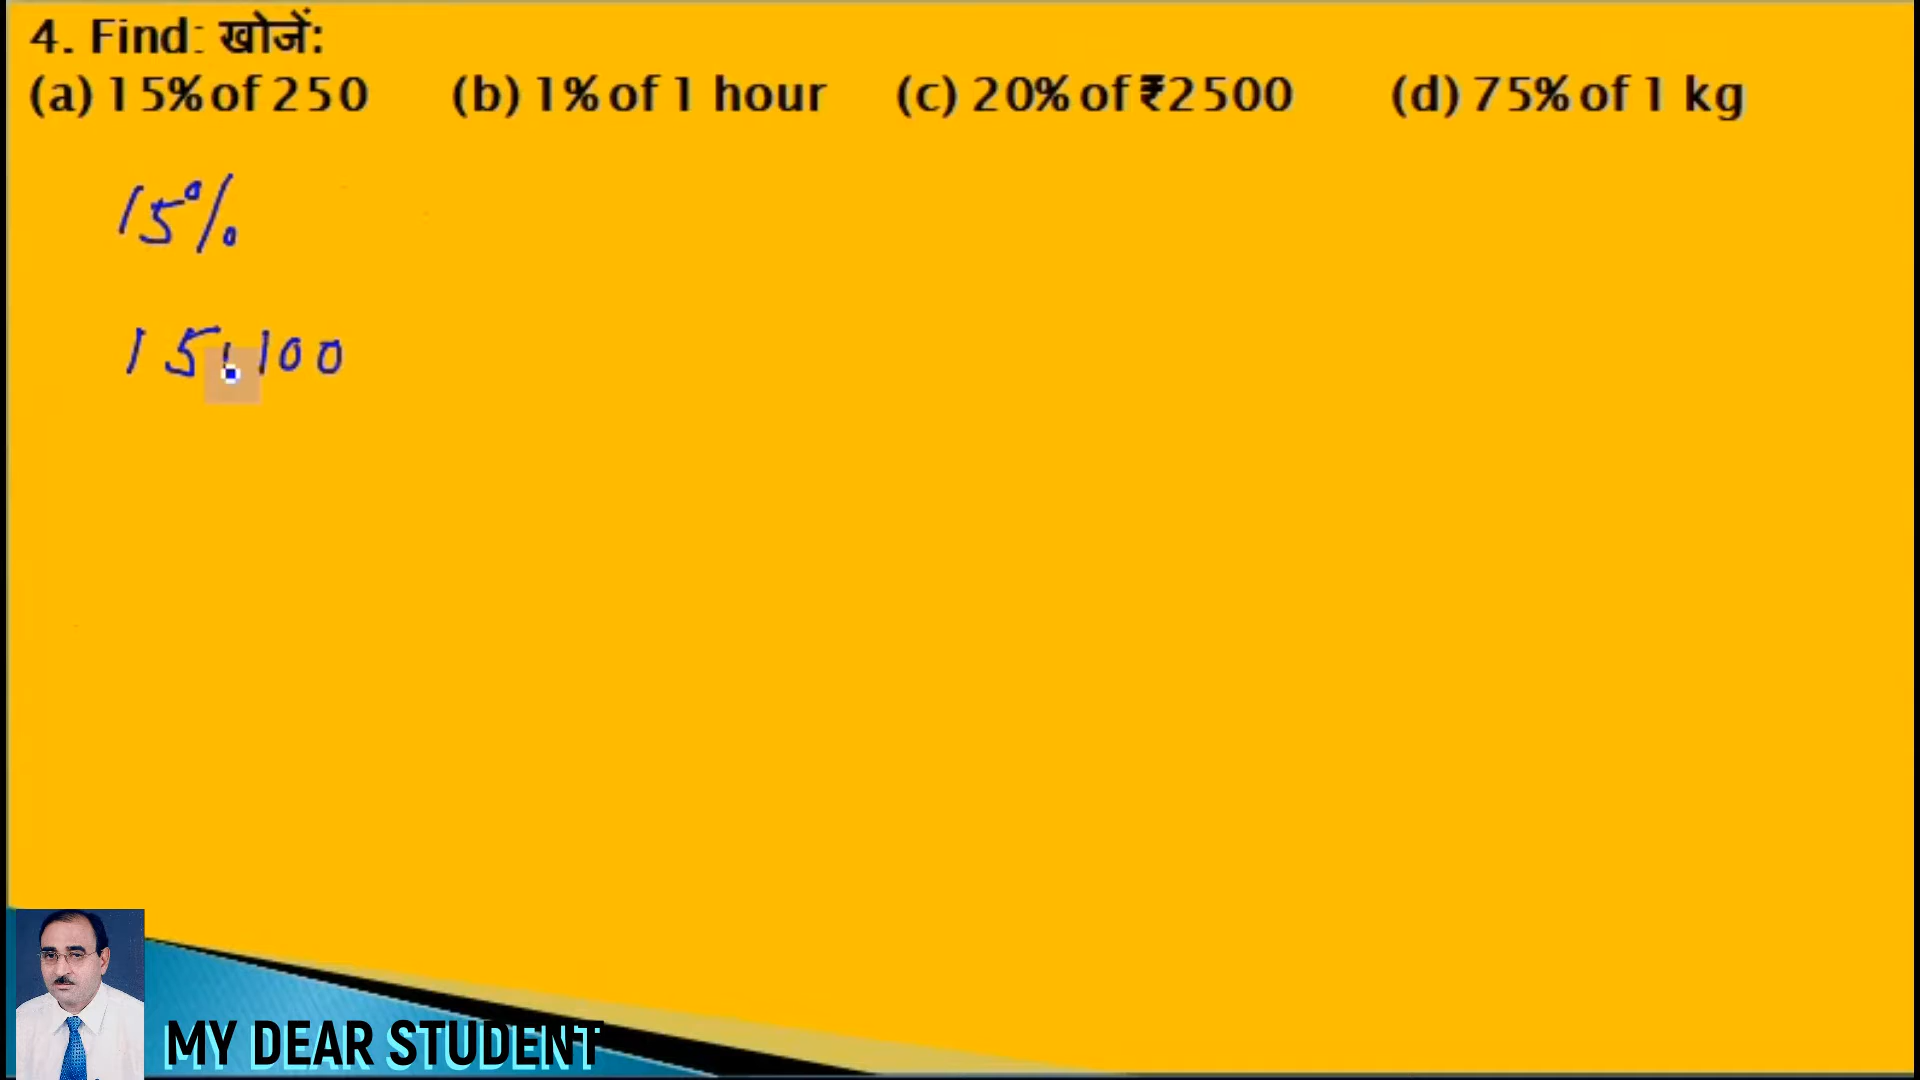 4. Find: खोजें:
(a) 15% of 250 (b) 1% of 1 hour (c) 20% of ₹2500 (d) 75% of 1 kg
15%
15 100
MY DEAR STUDENT